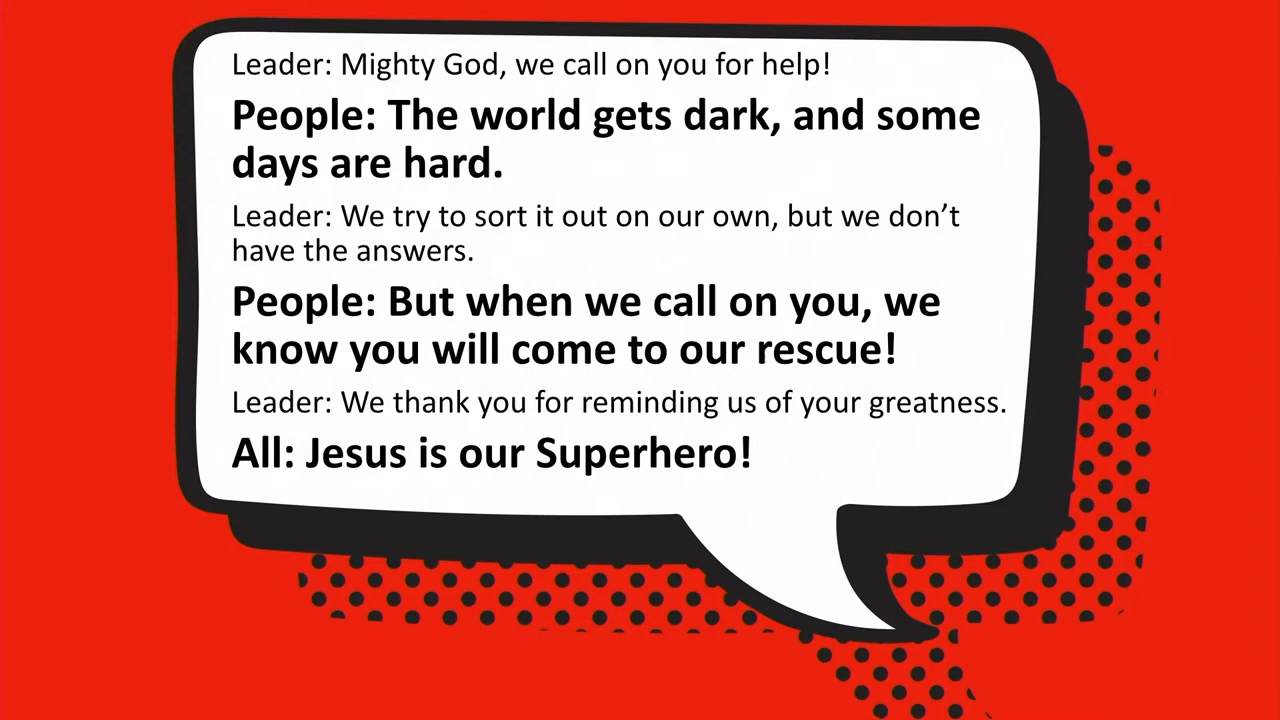 Leader: Mighty God, we call on you for help!
People: The world gets dark, and some
days are hard.
Leader: We try to sort it out on our own, but we don’t
have the answers.
People: But when we call on you, we
know you will come to our rescue!
Leader: We thank you for reminding us of your greatness.
All: Jesus is our Superhero!